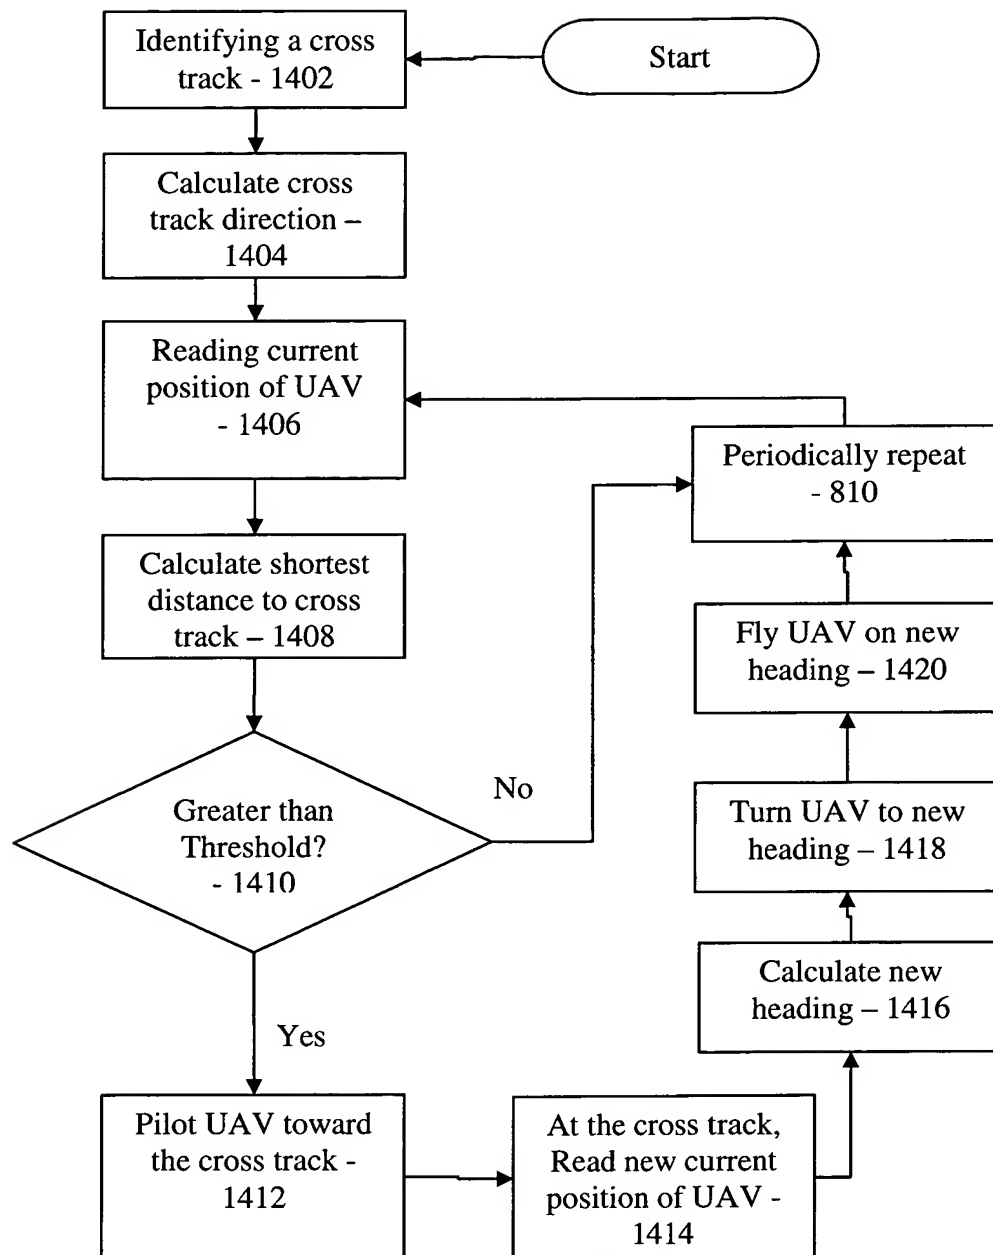 Start
Identifying a cross
track - 1402
Calculate cross
track direction –
1404
Reading current
position of UAV
- 1406
Calculate shortest
distance to cross
track – 1408
Greater than
Threshold?
- 1410
No
Yes
Pilot UAV toward
the cross track -
1412
At the cross track,
Read new current
position of UAV -
1414
Calculate new
heading – 1416
Turn UAV to new
heading – 1418
Fly UAV on new
heading – 1420
Periodically repeat
- 810